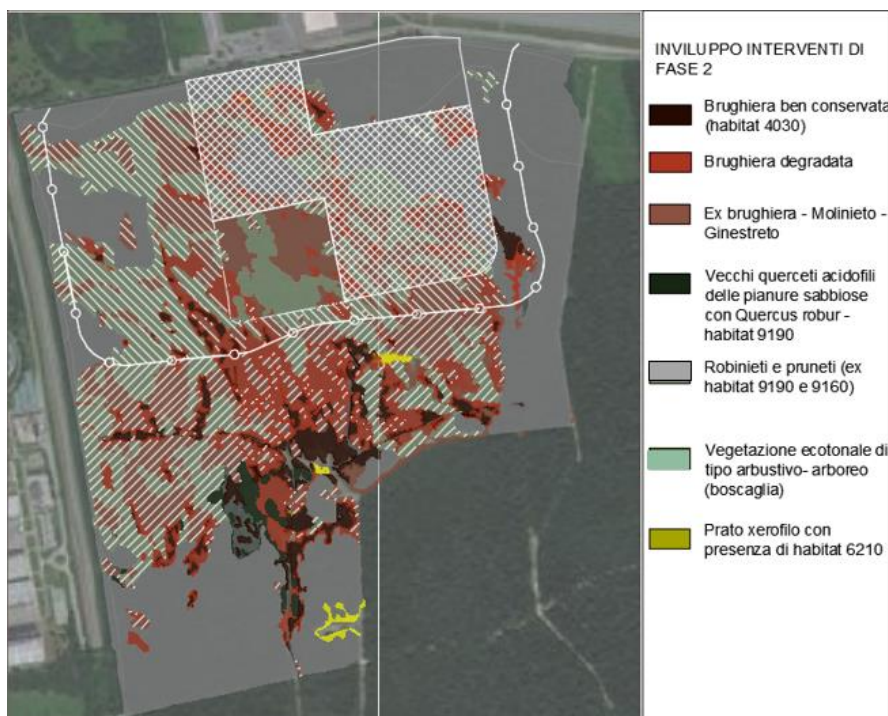 INVILUPPO INTERVENTI DI
FASE 2
Brughiera ben conservata
(habitat 4030)
Brughiera degradata
Ex brughiera - Molinieto -
Ginestreto
Vecchi querceti acidofili
delle pianure sabbiose
con Quercus robur -
habitat 9190
Robinieti e pruneti (ex
habitat 9190 e 9160)
Vegetazione ecotonale di
tipo arbustivo- arboreo
(boscaglia)
Prato xerofilo con
presenza di habitat 6210